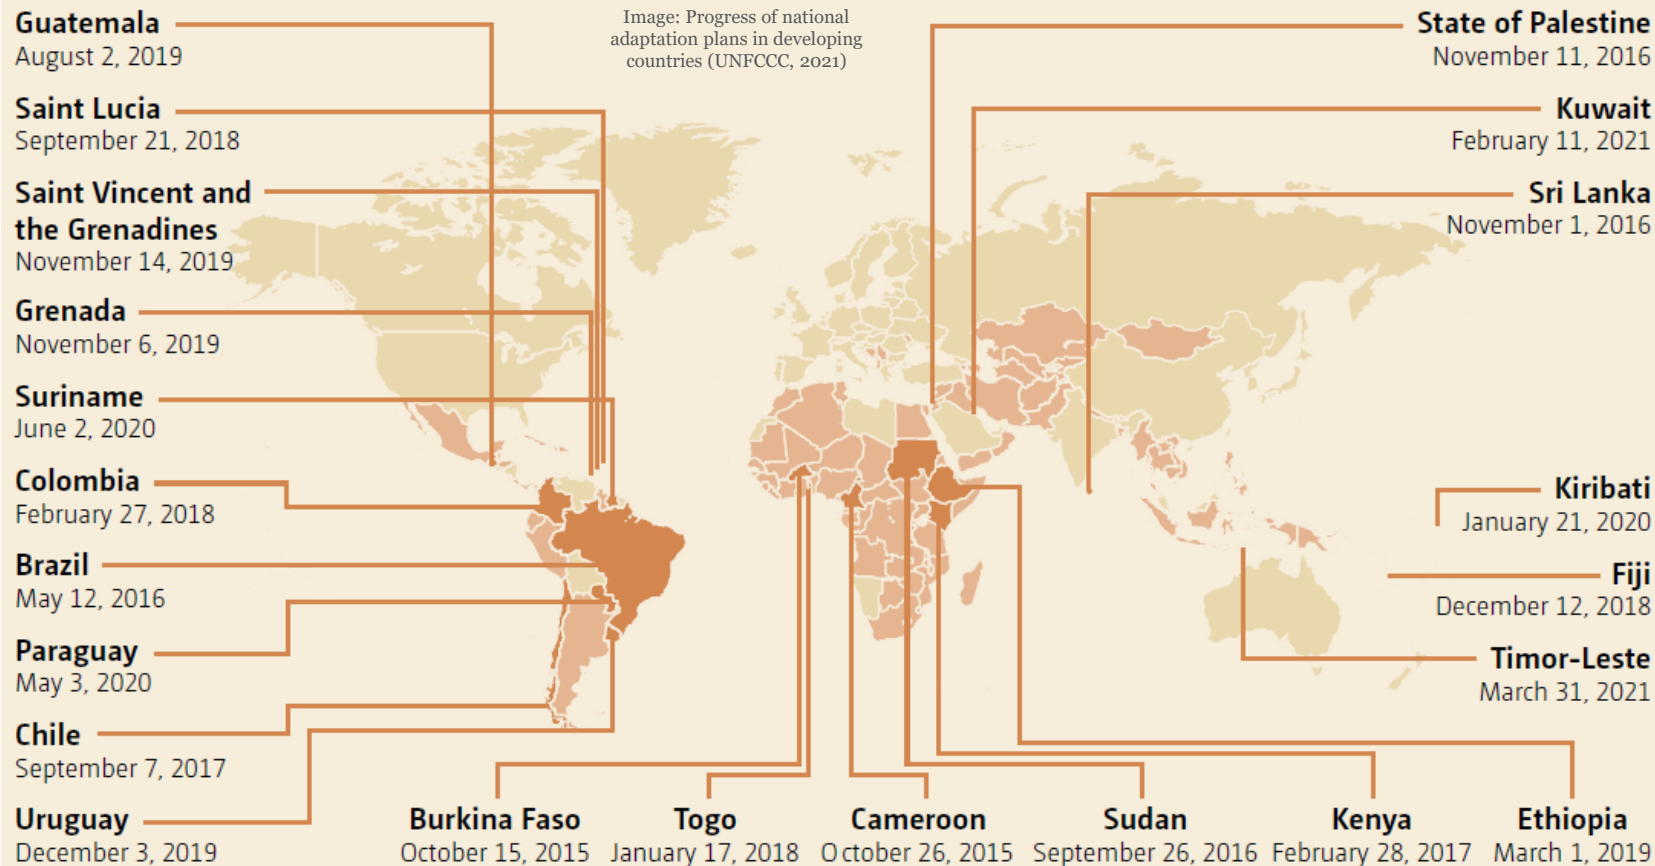 Guatemala
August 2, 2019
Saint Lucia
September 21, 2018
Saint Vincent and
the Grenadines
November 14, 2019
Grenada
November 6, 2019
Suriname
June 2, 2020
Colombia
February 27, 2018
Brazil
May 12, 2016
Paraguay
May 3, 2020
Chile
September 7, 2017
Uruguay
December 3, 2019
Image: Progress of national
adaptation plans in developing
countries (UNFCCC, 2021)
State of Palestine
November 11, 2016
Kuwait
February 11, 2021
Sri Lanka
November 1, 2016
Kiribati
January 21, 2020
Fiji
December 12, 2018
Timor-Leste
March 31, 2021
Burkina Faso
October 15, 2015
Togo
January 17, 2018
Cameroon
October 26, 2015
Sudan
September 26, 2016
Kenya
February 28, 2017
Ethiopia
March 1, 2019